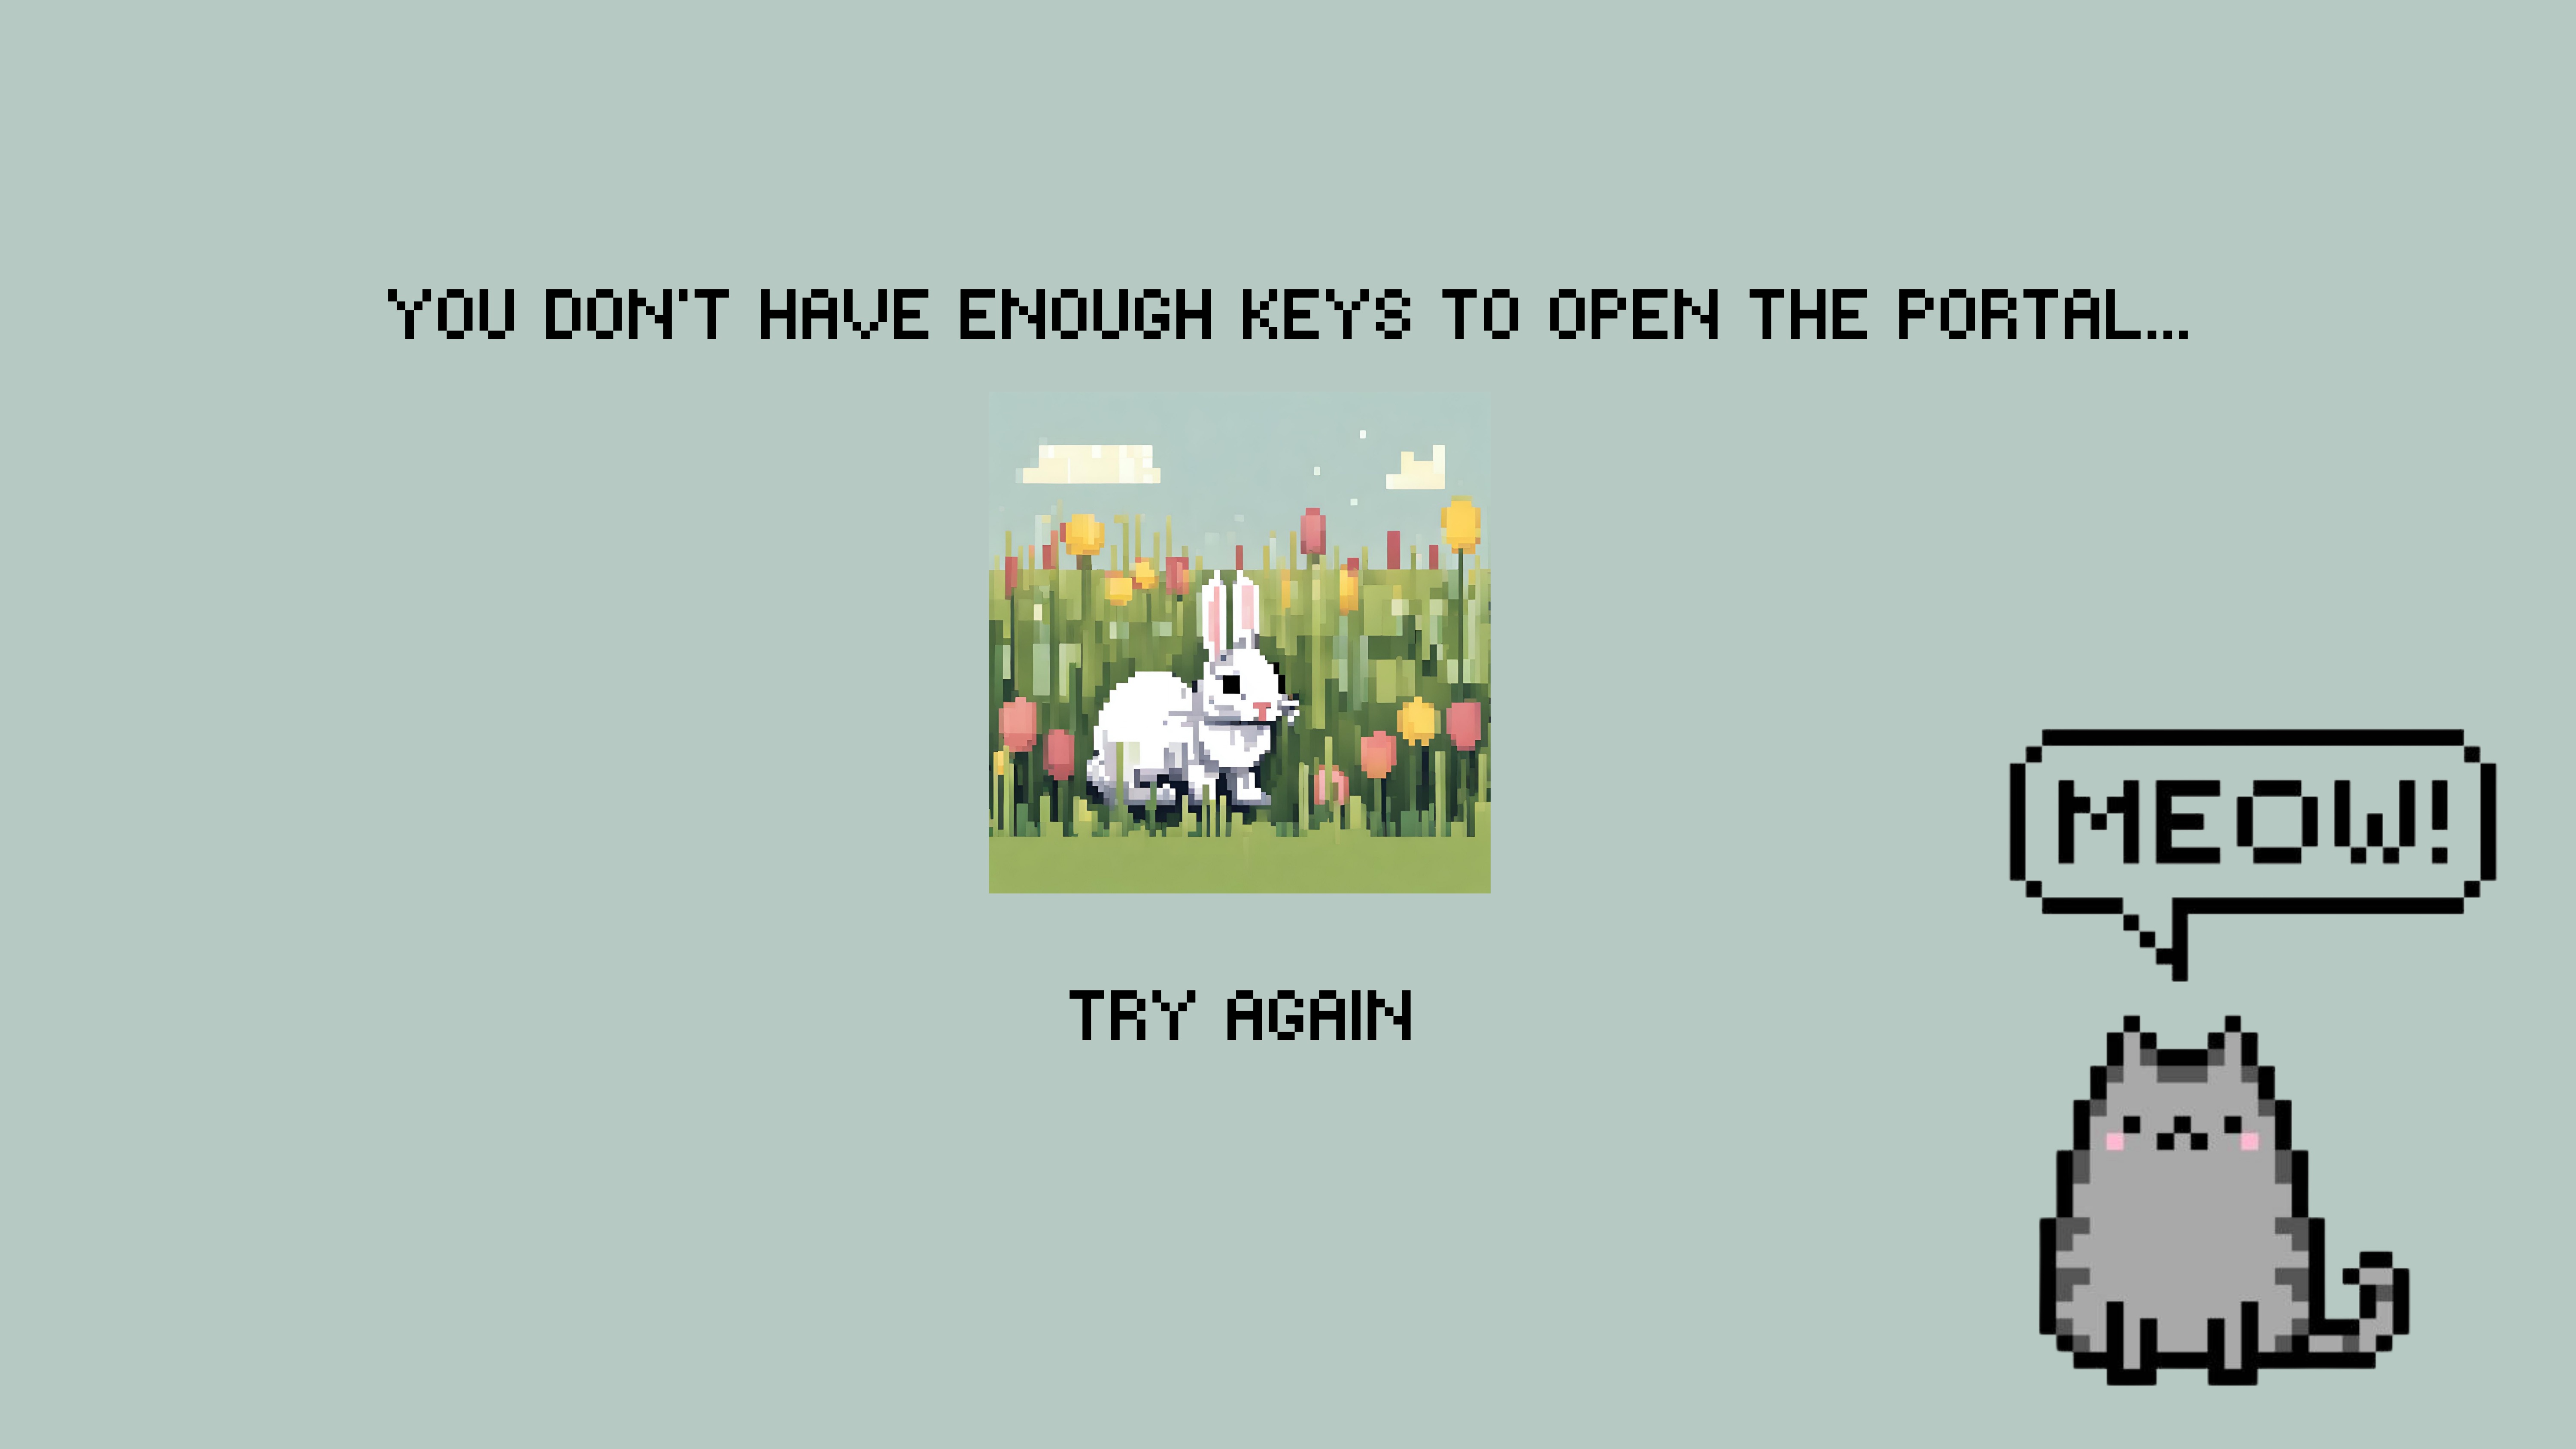 YOU DON'T HAVE ENOUGH KEYS TO OPEN THE PORTAL...
MEOW!
TRY AGAIN